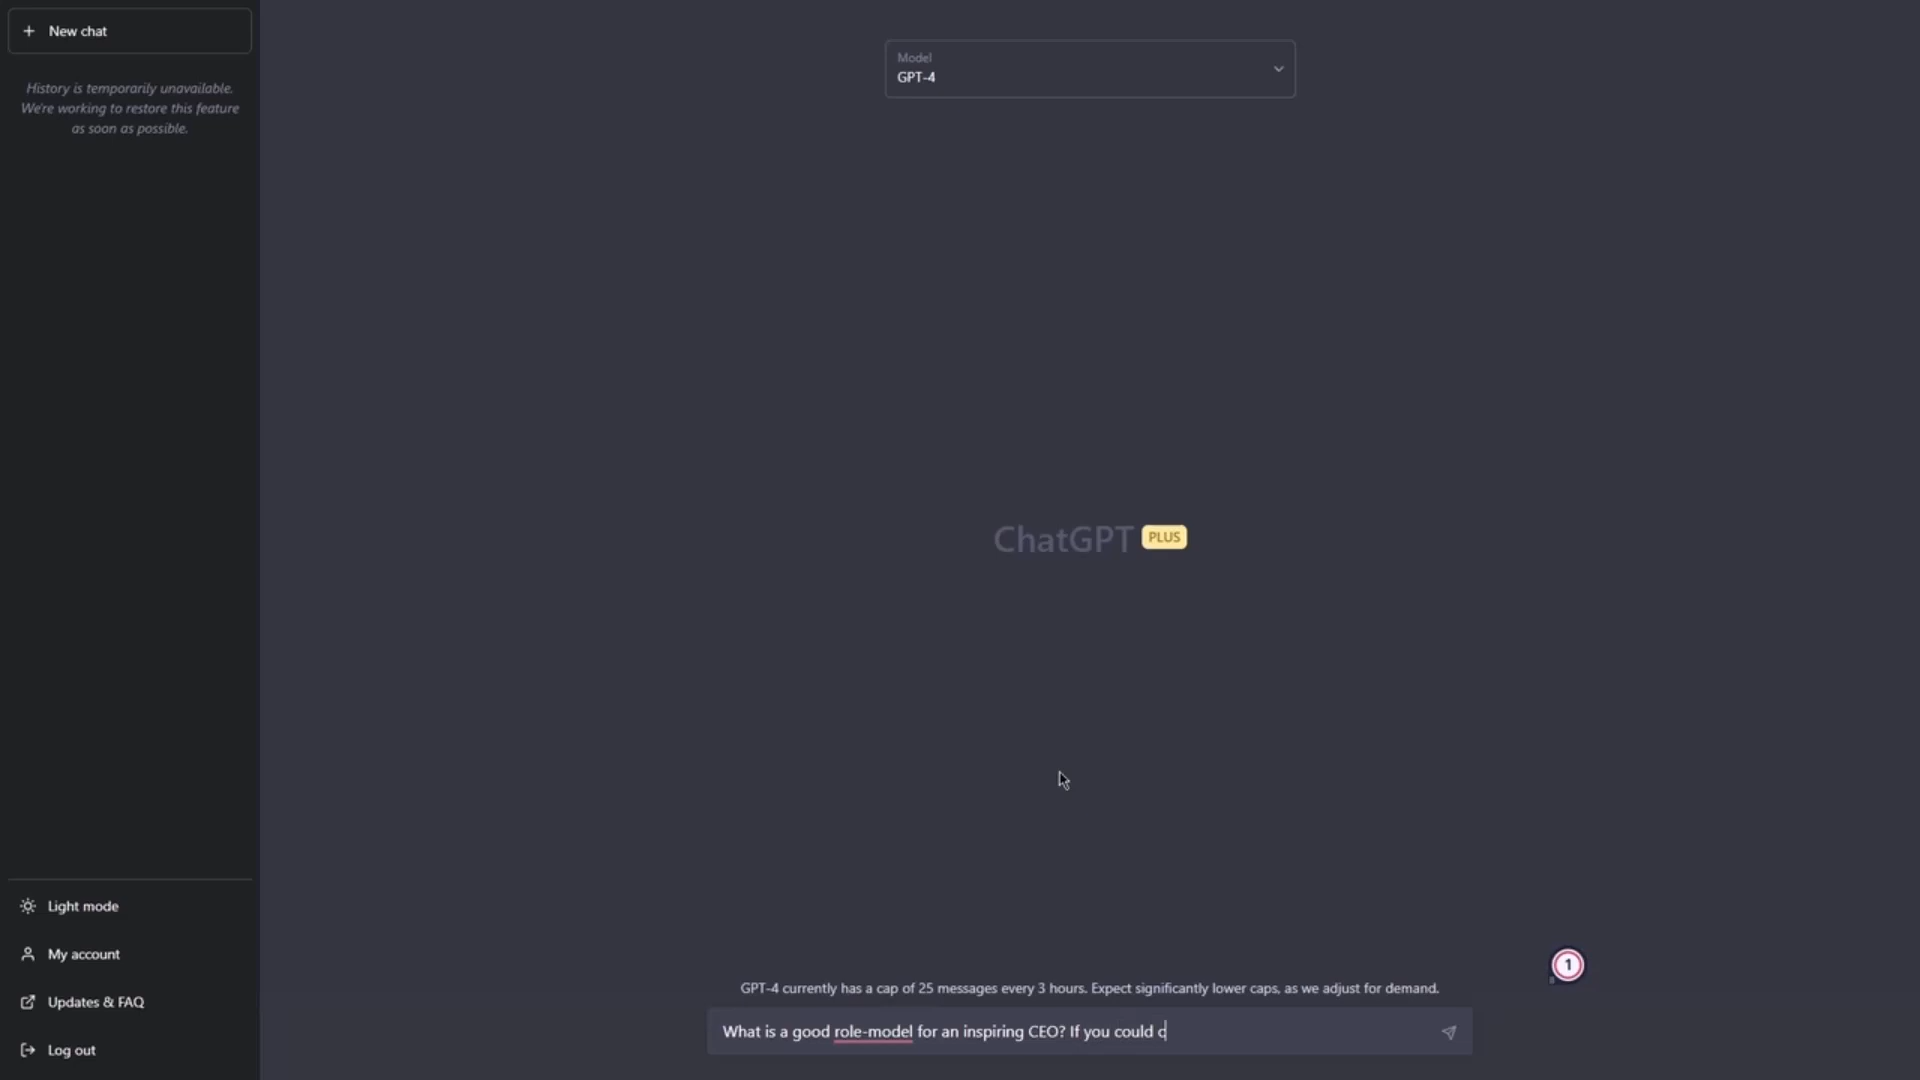 New chat
History is temporarily unavailable.
We're working to restore this feature
as soon as possible.
Light mode
My account
Updates & FAQ
Log out
Model
GPT-4
ChatGPT PLUS
1
GPT-4 currently has a cap of 25 messages every 3 hours. Expect significantly lower caps, as we adjust for demand.
What is a good role-model for an inspiring CEO? If you could c